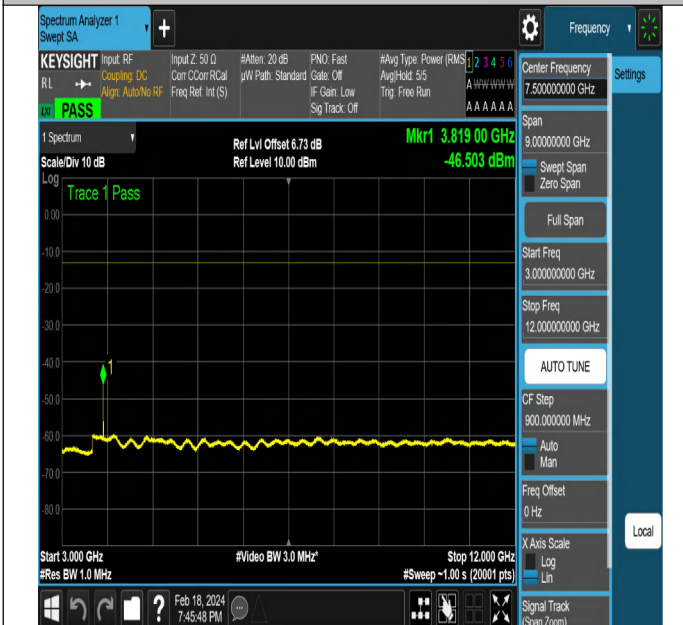 Spectrum Analyzer 1
Swept SA
+
Frequency
KEYSIGHT
RL
LXI
PASS
Input: RF
Coupling: DC
Align: Auto/No RF
Input Z: 50 Ω
Corr CCorr RCal
Freq Ref: Int (S)
#Atten: 20 dB
µW Path: Standard
PNO: Fast
Gate: Off
IF Gain: Low
Sig Track: Off
#Avg Type: Power (RMS
Avg|Hold: 5/5
Trig: Free Run
1 2 3 4 5 6
A W W W W W
A A A A A A
1 Spectrum
Scale/Div 10 dB
Ref Lvl Offset 6.73 dB
Ref Level 10.00 dBm
Mkr1 3.819 00 GHz
-46.503 dBm
Log
Trace 1 Pass
0.00
-10.0
-20.0
-30.0
-40.0
-50.0
-60.0
-70.0
-80.0
1
Start 3.000 GHz
#Res BW 1.0 MHz
#Video BW 3.0 MHz*
Stop 12.000 GHz
#Sweep ~1.00 s (20001 pts)
?
Feb 18, 2024
7:45:48 PM
Center Frequency
7.500000000 GHz
Settings
Span
9.00000000 GHz
Swept Span
Zero Span
Full Span
Start Freq
3.000000000 GHz
Stop Freq
12.000000000 GHz
AUTO TUNE
CF Step
900.000000 MHz
Auto
Man
Freq Offset
0 Hz
Local
X Axis Scale
Log
Lin
Signal Track
(Span Zoom)